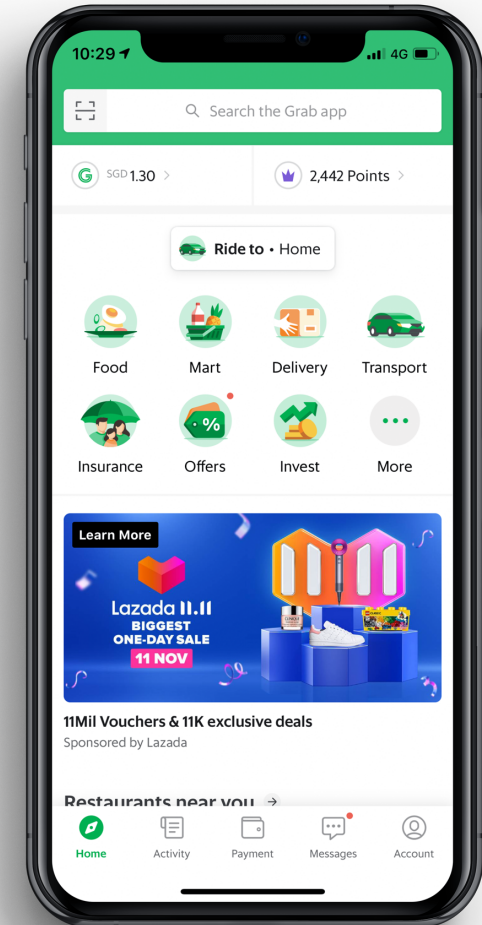 10:29
4G
Search the Grab app
SGD 1.30
2,442 Points
Ride to • Home
Food
Mart
Delivery
Transport
%
Insurance
Offers
Invest
More
Learn More
Lazada 11.11
BIGGEST
ONE-DAY SALE
11 NOV
11Mil Vouchers & 11K exclusive deals
Sponsored by Lazada
Restaurants near you
Home
Activity
Payment
Messages
Account